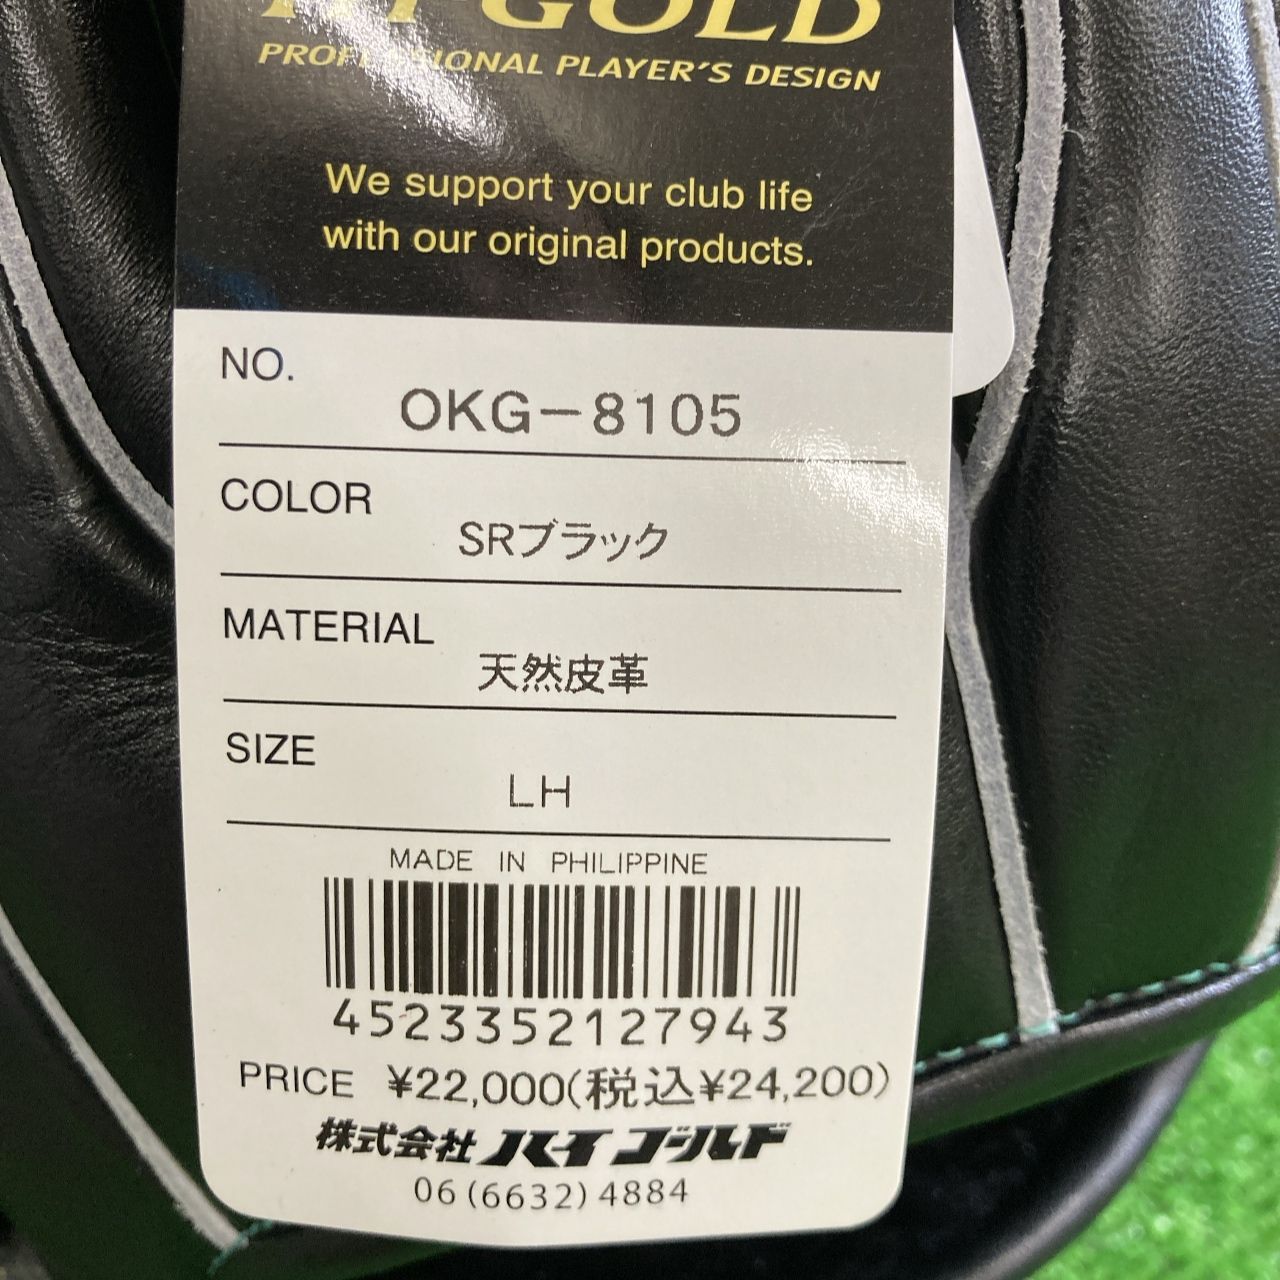 HI-GOLD
PROFESSIONAL PLAYER'S DESIGN
We support your club life
with our original products.
NO.
OKG-8105
COLOR
SRブラック
MATERIAL
天然皮革
SIZE
LH
MADE IN PHILIPPINE
4523352127943
PRICE ¥22,000(税込¥24,200)
株式会社ハイゴールド
06(6632)4884